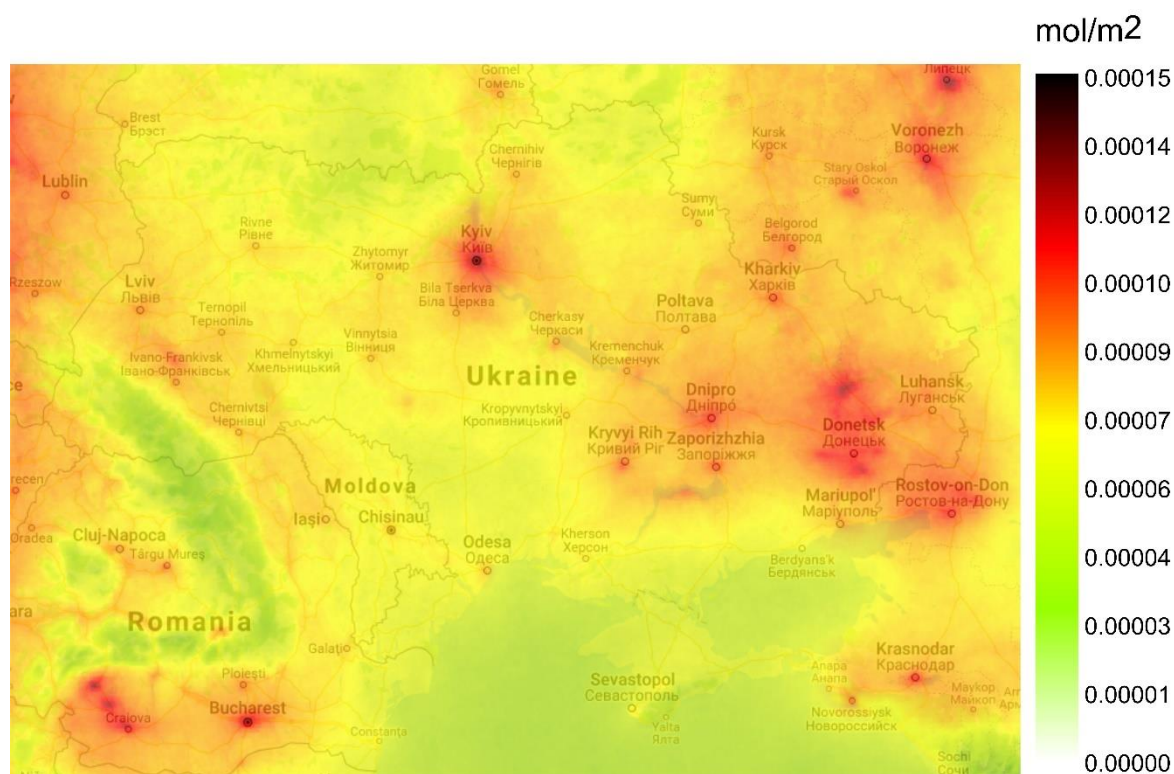 mol/m2
0.00015
0.00014
0.00012
0.00010
0.00009
0.00007
0.00006
0.00004
0.00003
0.00001
0.00000
Gomel
Гомель
Липецк
Brest
Брэст
Chernihiv
Чернігів
Kursk
Курск
Voronezh
Воронеж
Stary Oskol
Старый Оскол
Lublin
Sumy
Суми
Rivne
Рівне
Kyiv
Київ
Belgorod
Белгород
Zhytomyr
Житомир
Kharkiv
Харків
Rzeszow
Lviv
Львів
Bila Tserkva
Біла Церква
Ternopil
Тернопіль
Poltava
Полтава
Cherkasy
Черкаси
Vinnytsia
Вінниця
Khmelnytskyi
Хмельницький
Ivano-Frankivsk
Івано-Франківськ
Kremenchuk
Кременчук
Ukraine
Luhansk
Луганськ
Dnipro
Дніпро
Chernivtsi
Чернівці
Kropyvnytskyi
Кропивницький
Donetsk
Донецьк
Kryvyi Rih
Кривий Ріг
Zaporizhzhia
Запоріжжя
Moldova
Rostov-on-Don
Ростов-на-Дону
Mariupol'
Маріуполь
Iași
Chisinau
Cluj-Napoca
Târgu Mureș
Oradea
Odesa
Одеса
Kherson
Херсон
Berdyans'k
Бердянськ
Romania
Galați
Ploiești
Bucharest
Craiova
Constanța
Sevastopol
Севастополь
Yalta
Ялта
Krasnodar
Краснодар
Anapa
Анапа
Novorossiysk
Новороссийск
Maykop
Майкоп
Sochi
Сочи